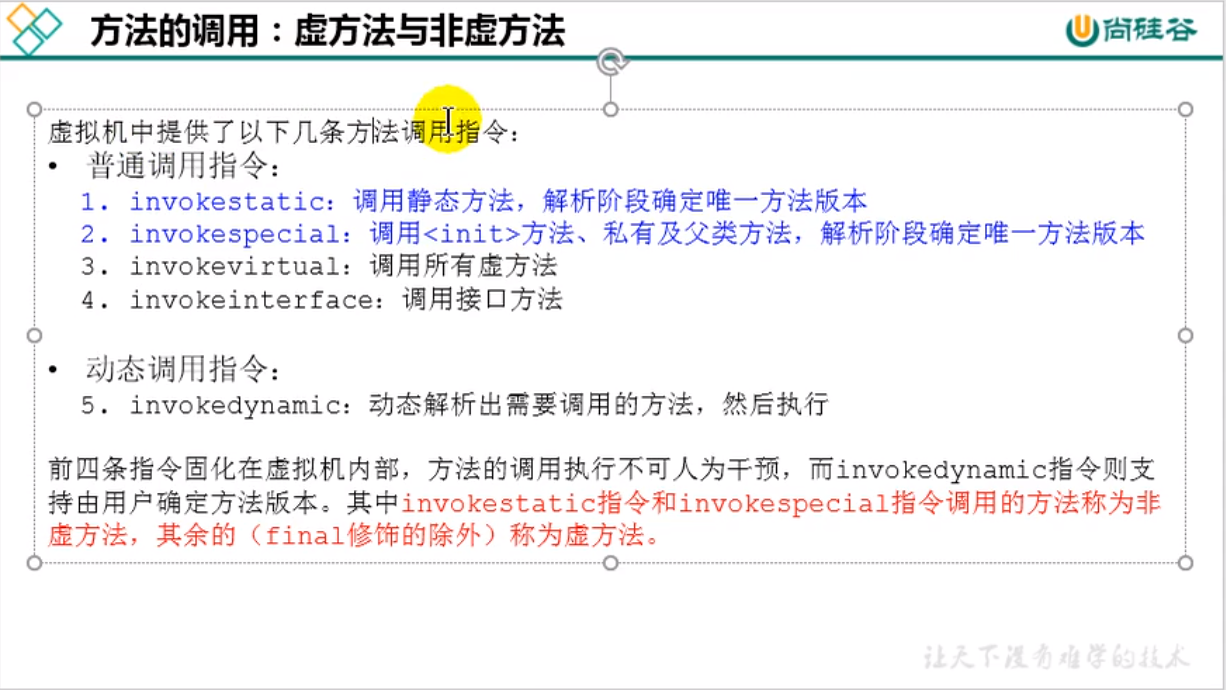 方法的调用：虚方法与非虚方法
尚硅谷
虚拟机中提供了以下几条方法调用指令：
• 普通调用指令：
1. invokestatic：调用静态方法，解析阶段确定唯一方法版本
2. invokespecial：调用<init>方法、私有及父类方法，解析阶段确定唯一方法版本
3. invokevirtual：调用所有虚方法
4. invokeinterface：调用接口方法
• 动态调用指令：
5. invokedynamic：动态解析出需要调用的方法，然后执行
前四条指令固化在虚拟机内部，方法的调用执行不可人为干预，而invokedynamic指令则支
持由用户确定方法版本。其中invokestatic指令和invokespecial指令调用的方法称为非
虚方法，其余的（final修饰的除外）称为虚方法。
让天下没有难学的技术